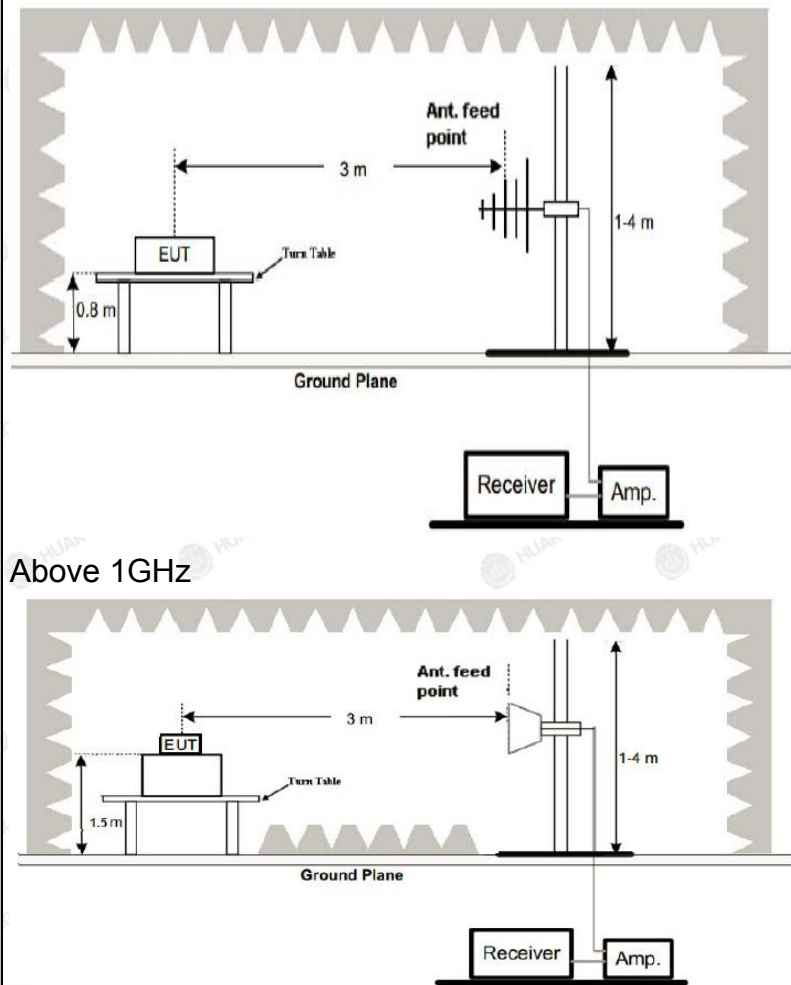 Ant. feed
point
3 m
1-4 m
EUT
Turn Table
0.8 m
Ground Plane
Receiver
Amp.
HUAK
Above 1GHz
Ant. feed
point
3 m
EUT
1-4 m
Turn Table
1.5 m
Ground Plane
Receiver
Amp.